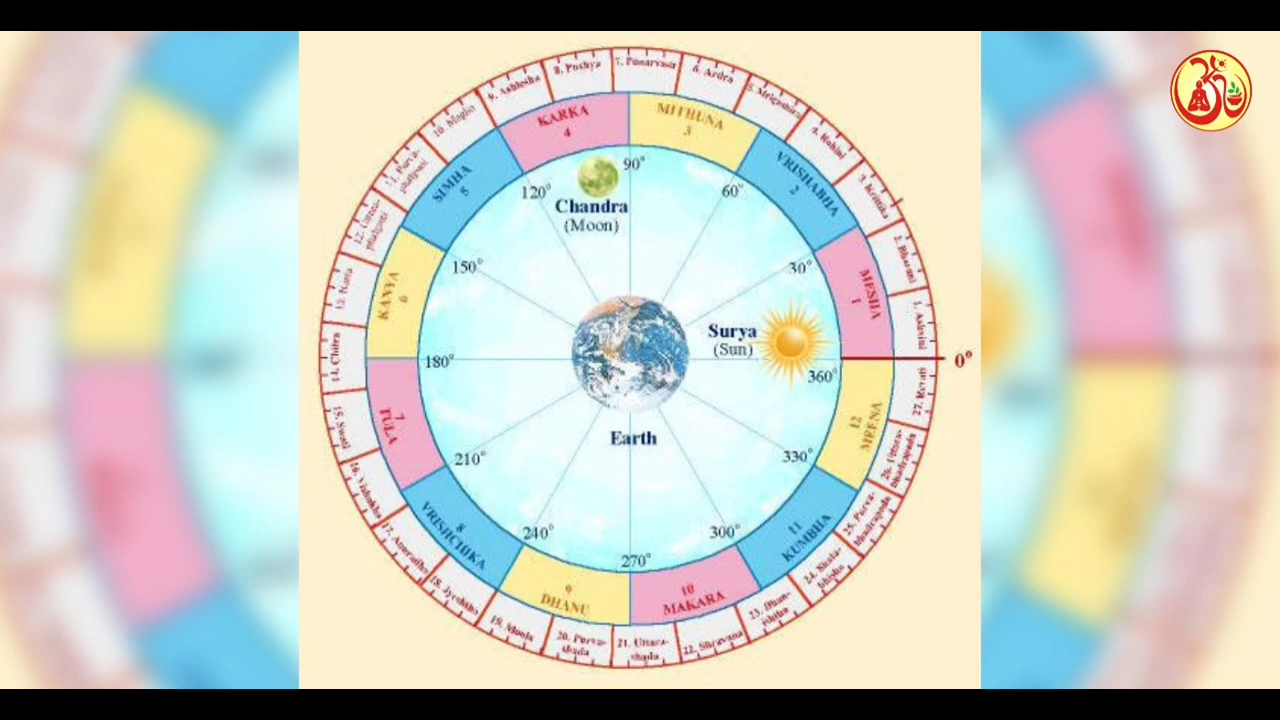 1. Ashvini
2. Bharani
3. Krittika
4. Rohini
5. Mrigashira
6. Ardra
7. Punarvasu
8. Pushya
9. Ashlesha
10. Magha
11. Purva-
phalguni
12. Uttara-
phalguni
13. Hasta
14. Chitra
15. Swati
16. Vishakha
17. Anuradha
18. Jyeshtha
19. Moola
20. Purva-
shada
21. Uttara-
shada
22. Shravana
23. Dhan-
ishtha
24. Shata-
bhisha
25. Purva-
bhadrapada
26. Uttara-
bhadrapada
27. Revati
MESHA
1
VRISHABHA
2
MITHUNA
3
KARKA
4
SIMHA
5
KANYA
6
7
TULA
8
VRISHCHIKA
9
DHANU
10
MAKARA
11
KUMBHA
12
MEENA
0°
30°
60°
90°
120°
150°
180°
210°
240°
270°
300°
330°
360°
Chandra
(Moon)
Surya
(Sun)
Earth